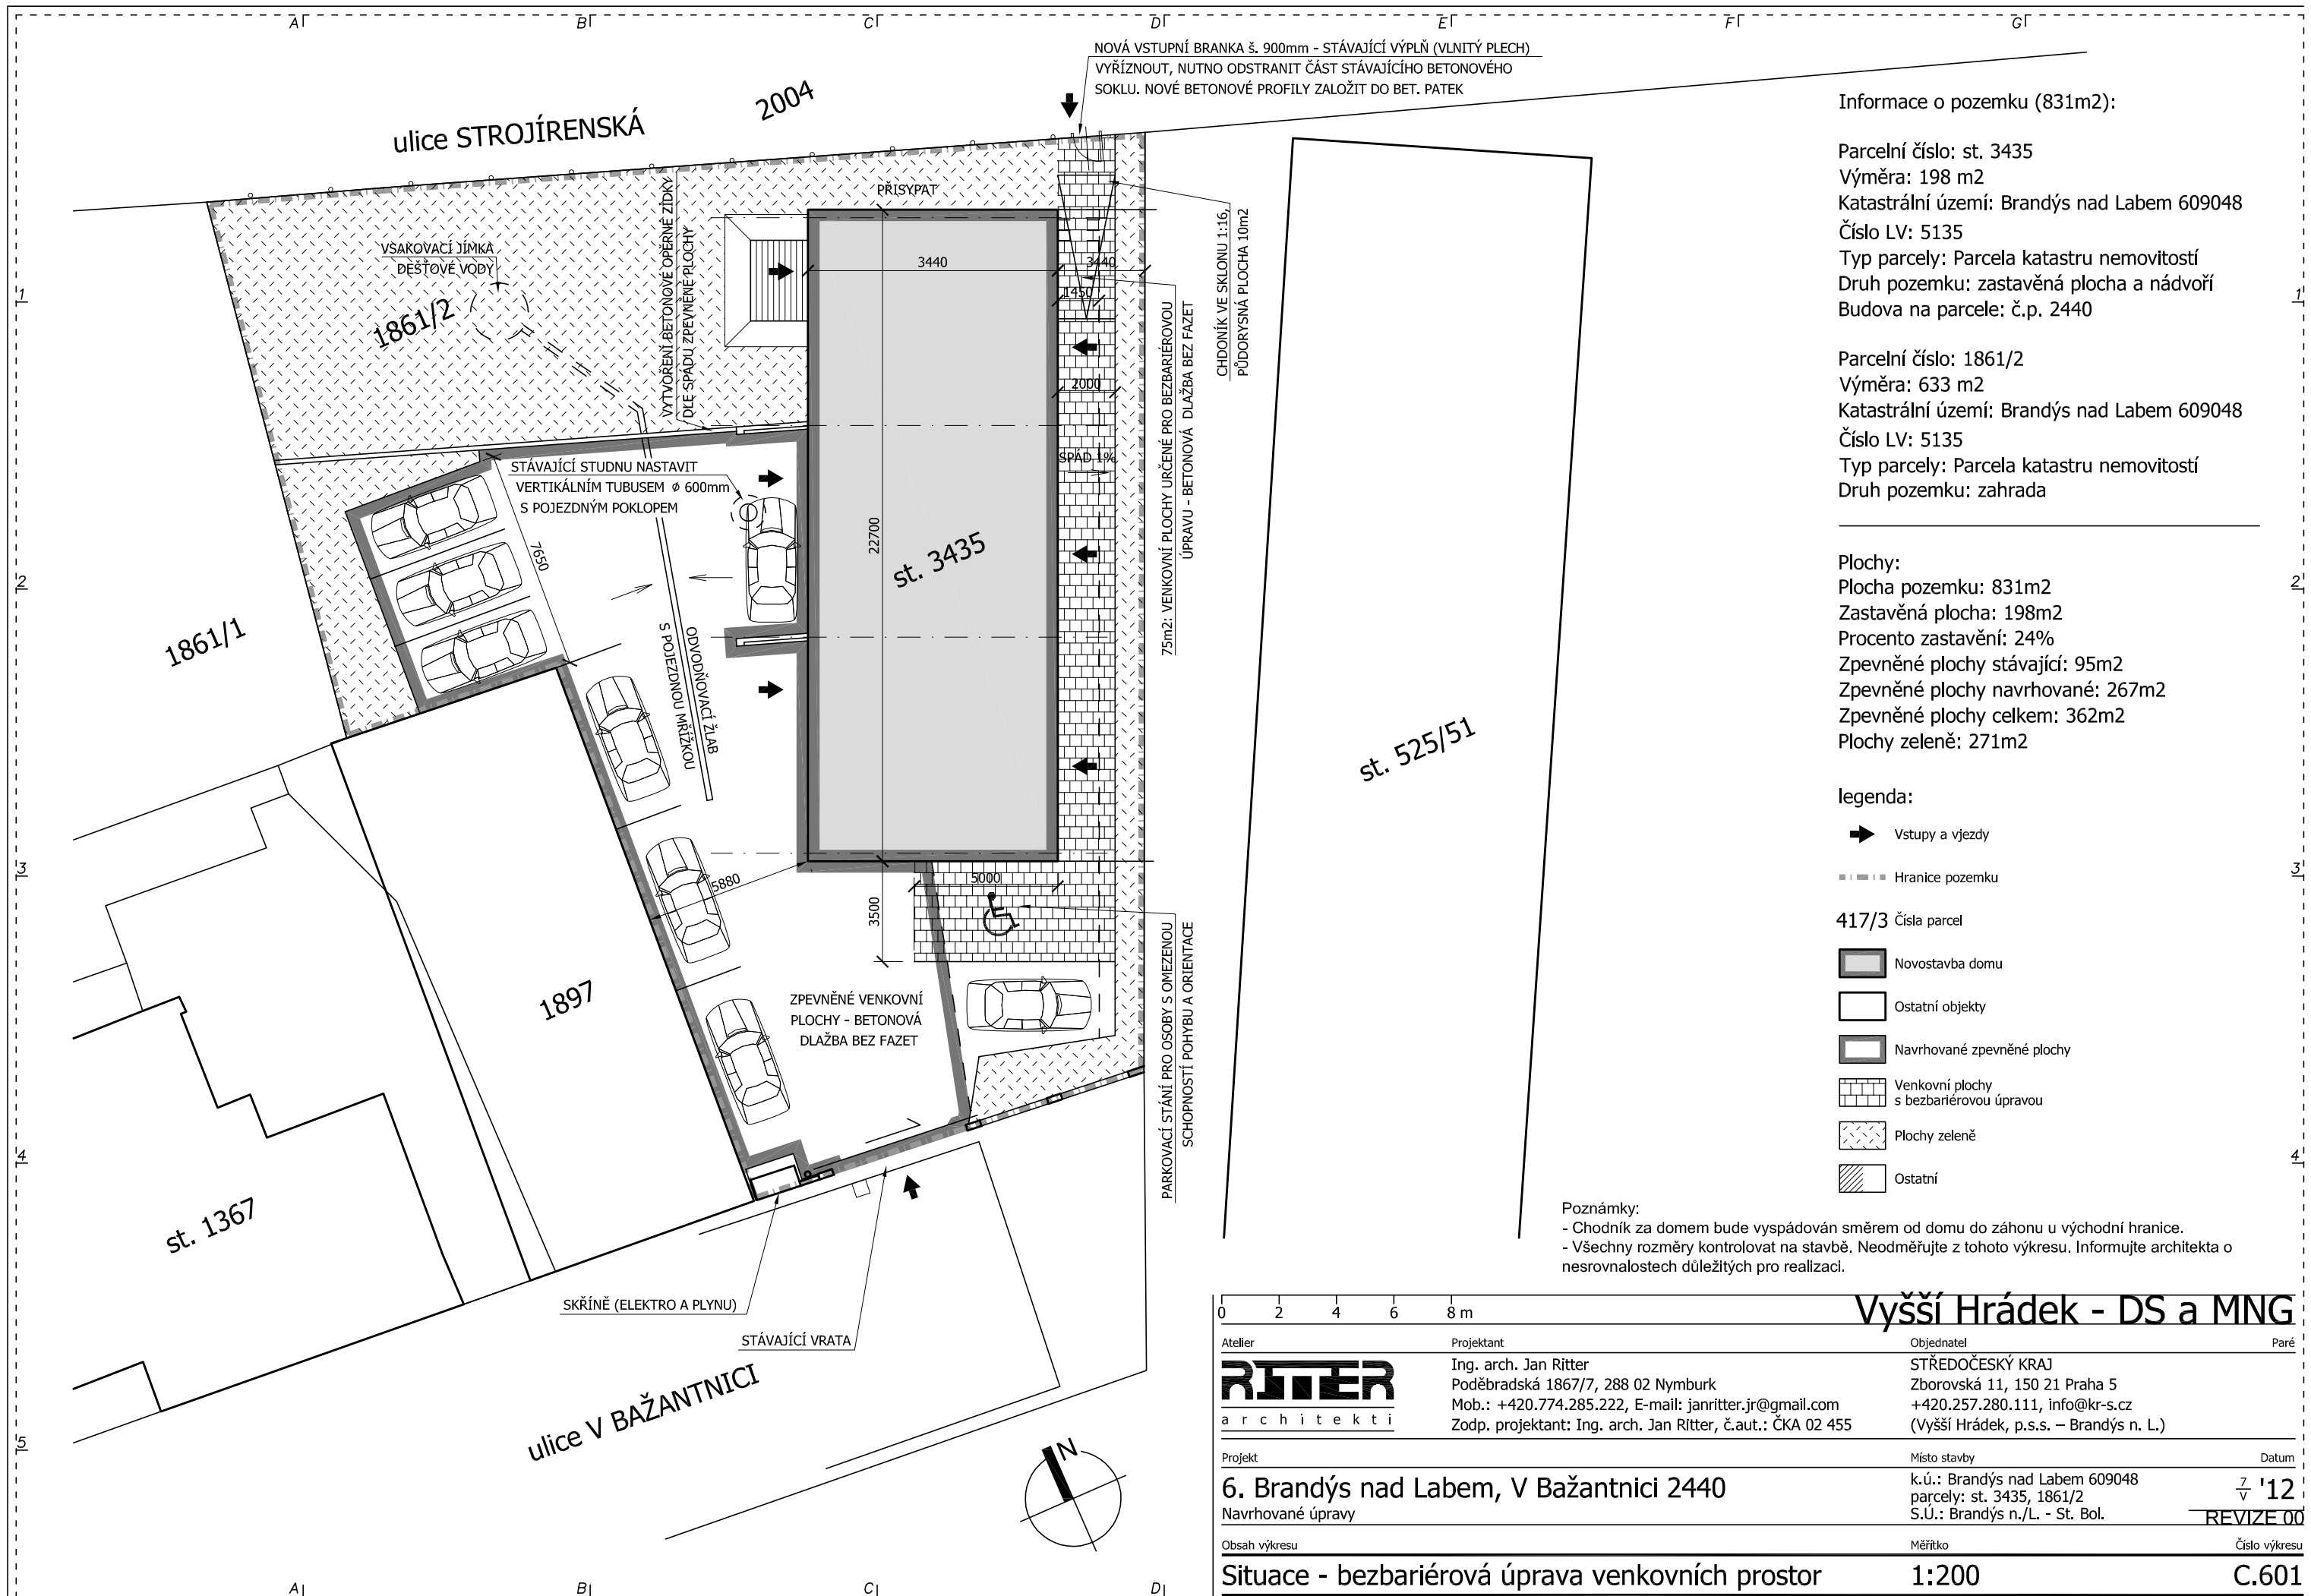 A
B
C
D
E
F
G
NOVÁ VSTUPNÍ BRANKA š. 900mm - STÁVAJÍCÍ VÝPLŇ (VLNITÝ PLECH)
VYŘÍZNOUT, NUTNO ODSTRANIT ČÁST STÁVAJÍCÍHO BETONOVÉHO
SOKLU. NOVÉ BETONOVÉ PROFILY ZALOŽIT DO BET. PATEK
ulice STROJÍRENSKÁ
2004
PŘISYPAT
VSAKOVACÍ JÍMKA
DEŠŤOVÉ VODY
1861/2
VYTVOŘENÍ BETONOVÉ OPĚRNÉ ZÍDKY
DLE SPÁDU ZPEVNĚNÉ PLOCHY
3440
3440
1450
2000
SPÁD 1%
CHDONÍK VE SKLONU 1:16,
PŮDORYSNÁ PLOCHA 10m2
75m2: VENKOVNÍ PLOCHY URČENÉ PRO BEZBARIÉROVOU
ÚPRAVU - BETONOVÁ DLAŽBA BEZ FAZET
STÁVAJÍCÍ STUDNU NASTAVIT
VERTIKÁLNÍM TUBUSEM Ø 600mm
S POJEZDNÝM POKLOPEM
7650
22700
st. 3435
1861/1
ODVODŇOVACÍ ŽLAB
S POJEZDNOU MŘÍŽKOU
st. 525/51
5880
5000
3500
1897
ZPEVNĚNÉ VENKOVNÍ
PLOCHY - BETONOVÁ
DLAŽBA BEZ FAZET
PARKOVACÍ STÁNÍ PRO OSOBY S OMEZENOU
SCHOPNOSTÍ POHYBU A ORIENTACE
st. 1367
SKŘÍNĚ (ELEKTRO A PLYNU)
STÁVAJÍCÍ VRATA
ulice V BAŽANTNICI
N
Informace o pozemku (831m2):
Parcelní číslo: st. 3435
Výměra: 198 m2
Katastrální území: Brandýs nad Labem 609048
Číslo LV: 5135
Typ parcely: Parcela katastru nemovitostí
Druh pozemku: zastavěná plocha a nádvoří
Budova na parcele: č.p. 2440
Parcelní číslo: 1861/2
Výměra: 633 m2
Katastrální území: Brandýs nad Labem 609048
Číslo LV: 5135
Typ parcely: Parcela katastru nemovitostí
Druh pozemku: zahrada
Plochy:
Plocha pozemku: 831m2
Zastavěná plocha: 198m2
Procento zastavění: 24%
Zpevněné plochy stávající: 95m2
Zpevněné plochy navrhované: 267m2
Zpevněné plochy celkem: 362m2
Plochy zeleně: 271m2
legenda:
Vstupy a vjezdy
Hranice pozemku
417/3 Čísla parcel
Novostavba domu
Ostatní objekty
Navrhované zpevněné plochy
Venkovní plochy
s bezbariérovou úpravou
Plochy zeleně
Ostatní
Poznámky:
- Chodník za domem bude vyspádován směrem od domu do záhonu u východní hranice.
- Všechny rozměry kontrolovat na stavbě. Neodměřujte z tohoto výkresu. Informujte architekta o
nesrovnalostech důležitých pro realizaci.
0 2 4 6 8 m
Vyšší Hrádek - DS a MNG
Atelier
Projektant
Objednatel
Paré
RITTER
architekti
Ing. arch. Jan Ritter
Poděbradská 1867/7, 288 02 Nymburk
Mob.: +420.774.285.222, E-mail: janritter.jr@gmail.com
Zodp. projektant: Ing. arch. Jan Ritter, č.aut.: ČKA 02 455
STŘEDOČESKÝ KRAJ
Zborovská 11, 150 21 Praha 5
+420.257.280.111, info@kr-s.cz
(Vyšší Hrádek, p.s.s. – Brandýs n. L.)
Projekt
Místo stavby
Datum
6. Brandýs nad Labem, V Bažantnici 2440
Navrhované úpravy
k.ú.: Brandýs nad Labem 609048
parcely: st. 3435, 1861/2
S.Ú.: Brandýs n./L. - St. Bol.
7
V
'12
REVIZE 00
Obsah výkresu
Měřítko
Číslo výkresu
Situace - bezbariérová úprava venkovních prostor
1:200
C.601
1
2
3
4
5
1
2
3
4
A
B
C
D